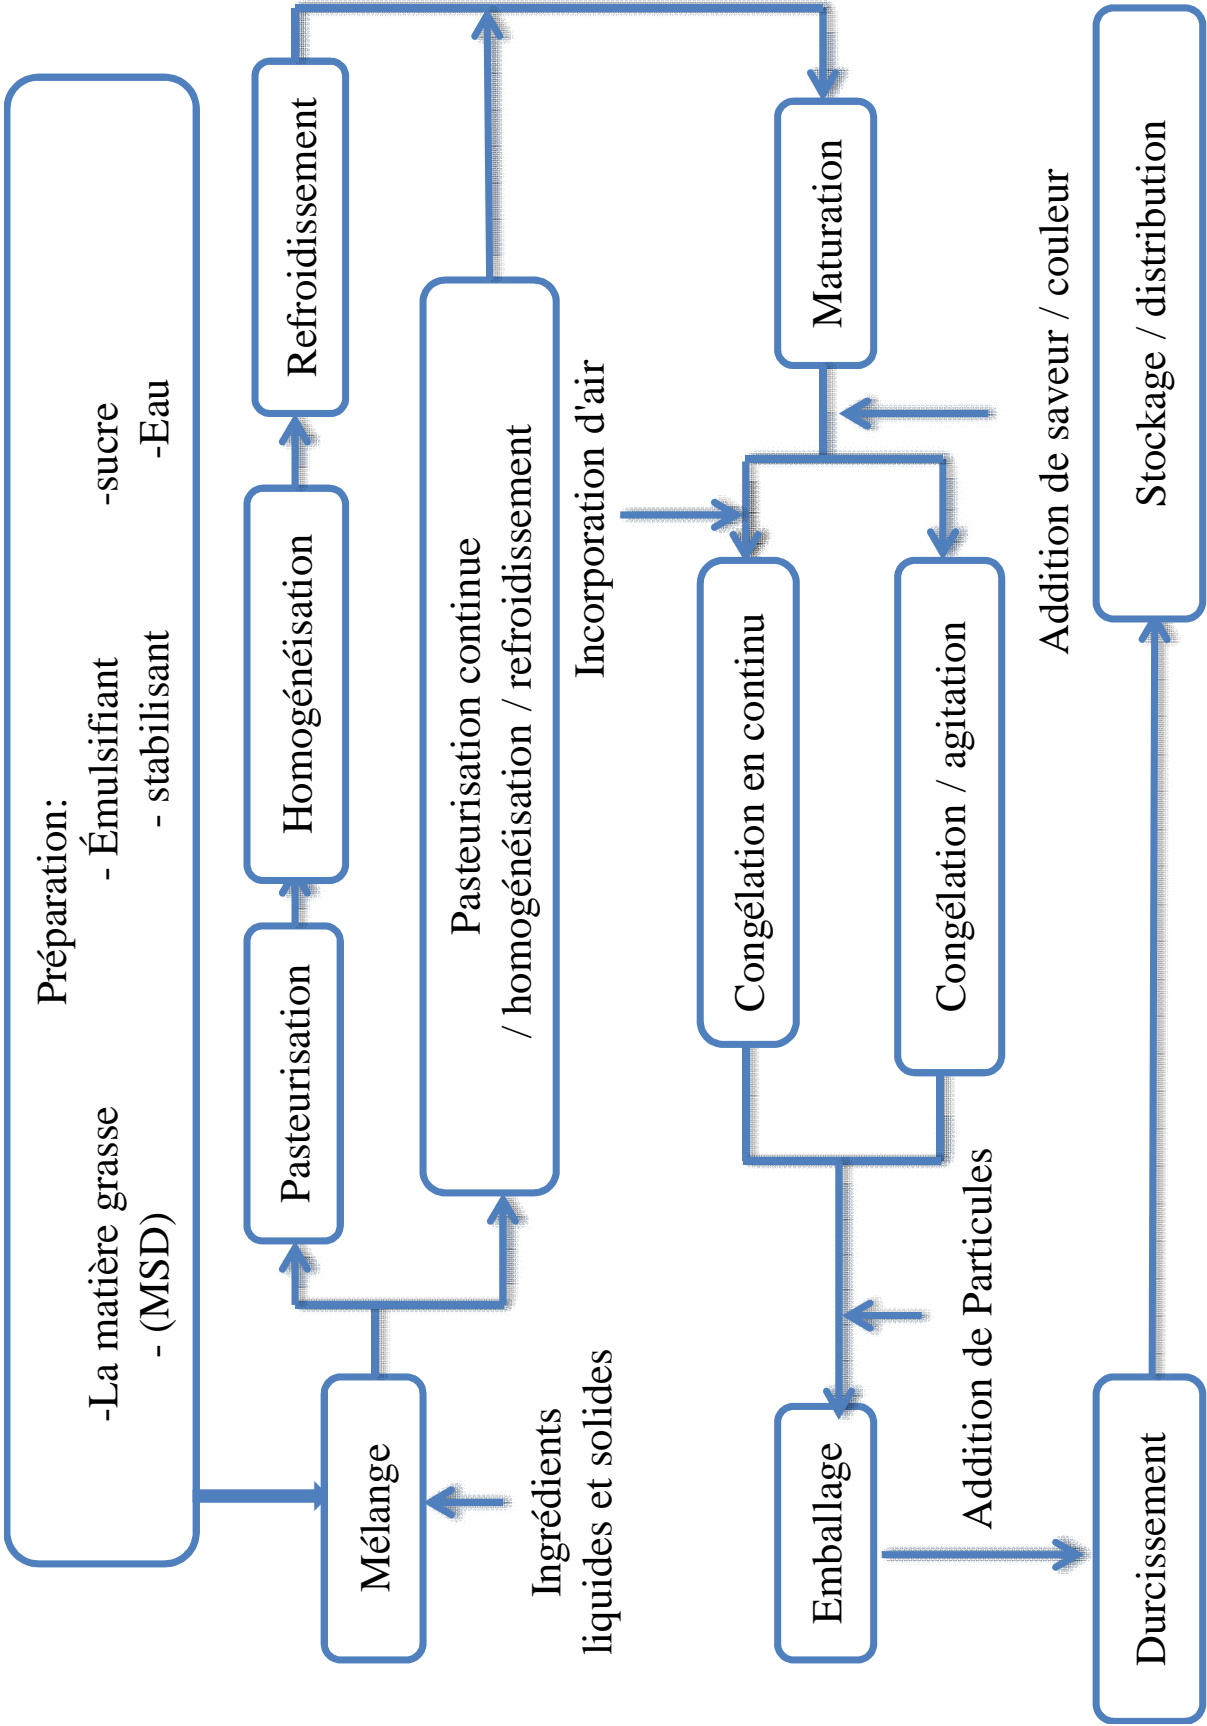 Préparation:
-La matière grasse - Émulsifiant -sucre
- (MSD) - stabilisant -Eau
Pasteurisation
Homogénéisation
Refroidissement
Mélange
Pasteurisation continue
/ homogénéisation / refroidissement
Ingrédients
liquides et solides
Incorporation d'air
Congélation en continu
Maturation
Emballage
Congélation / agitation
Addition de Particules
Addition de saveur / couleur
Durcissement
Stockage / distribution